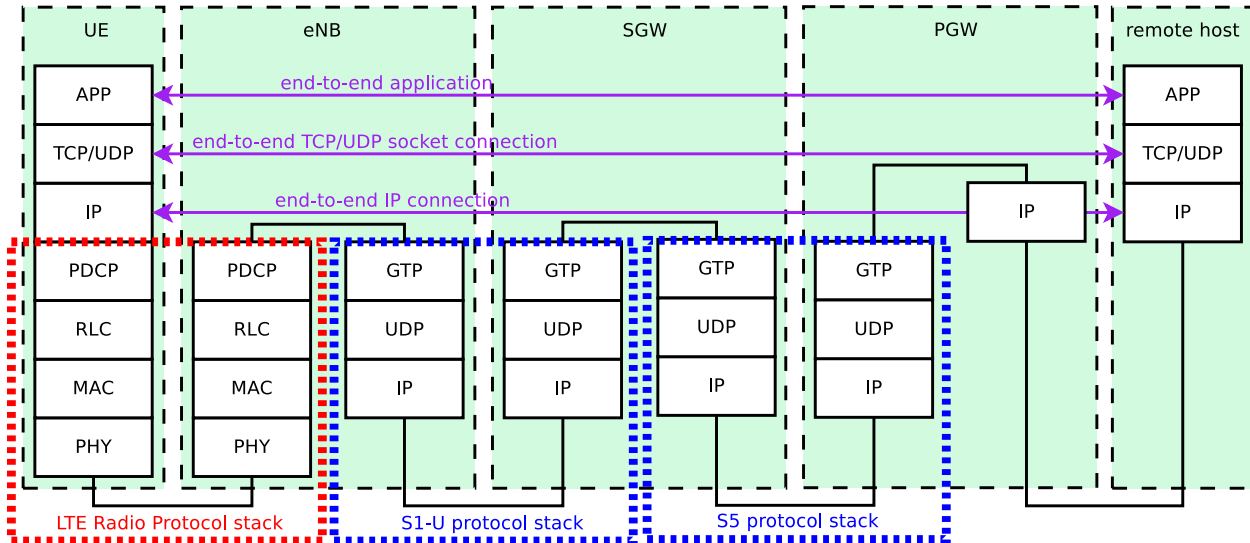 UE
eNB
SGW
PGW
remote host
APP
end-to-end application
APP
TCP/UDP
end-to-end TCP/UDP socket connection
TCP/UDP
IP
end-to-end IP connection
IP
IP
PDCP
PDCP
GTP
GTP
GTP
GTP
RLC
RLC
UDP
UDP
UDP
UDP
MAC
MAC
IP
IP
IP
IP
PHY
PHY
LTE Radio Protocol stack
S1-U protocol stack
S5 protocol stack